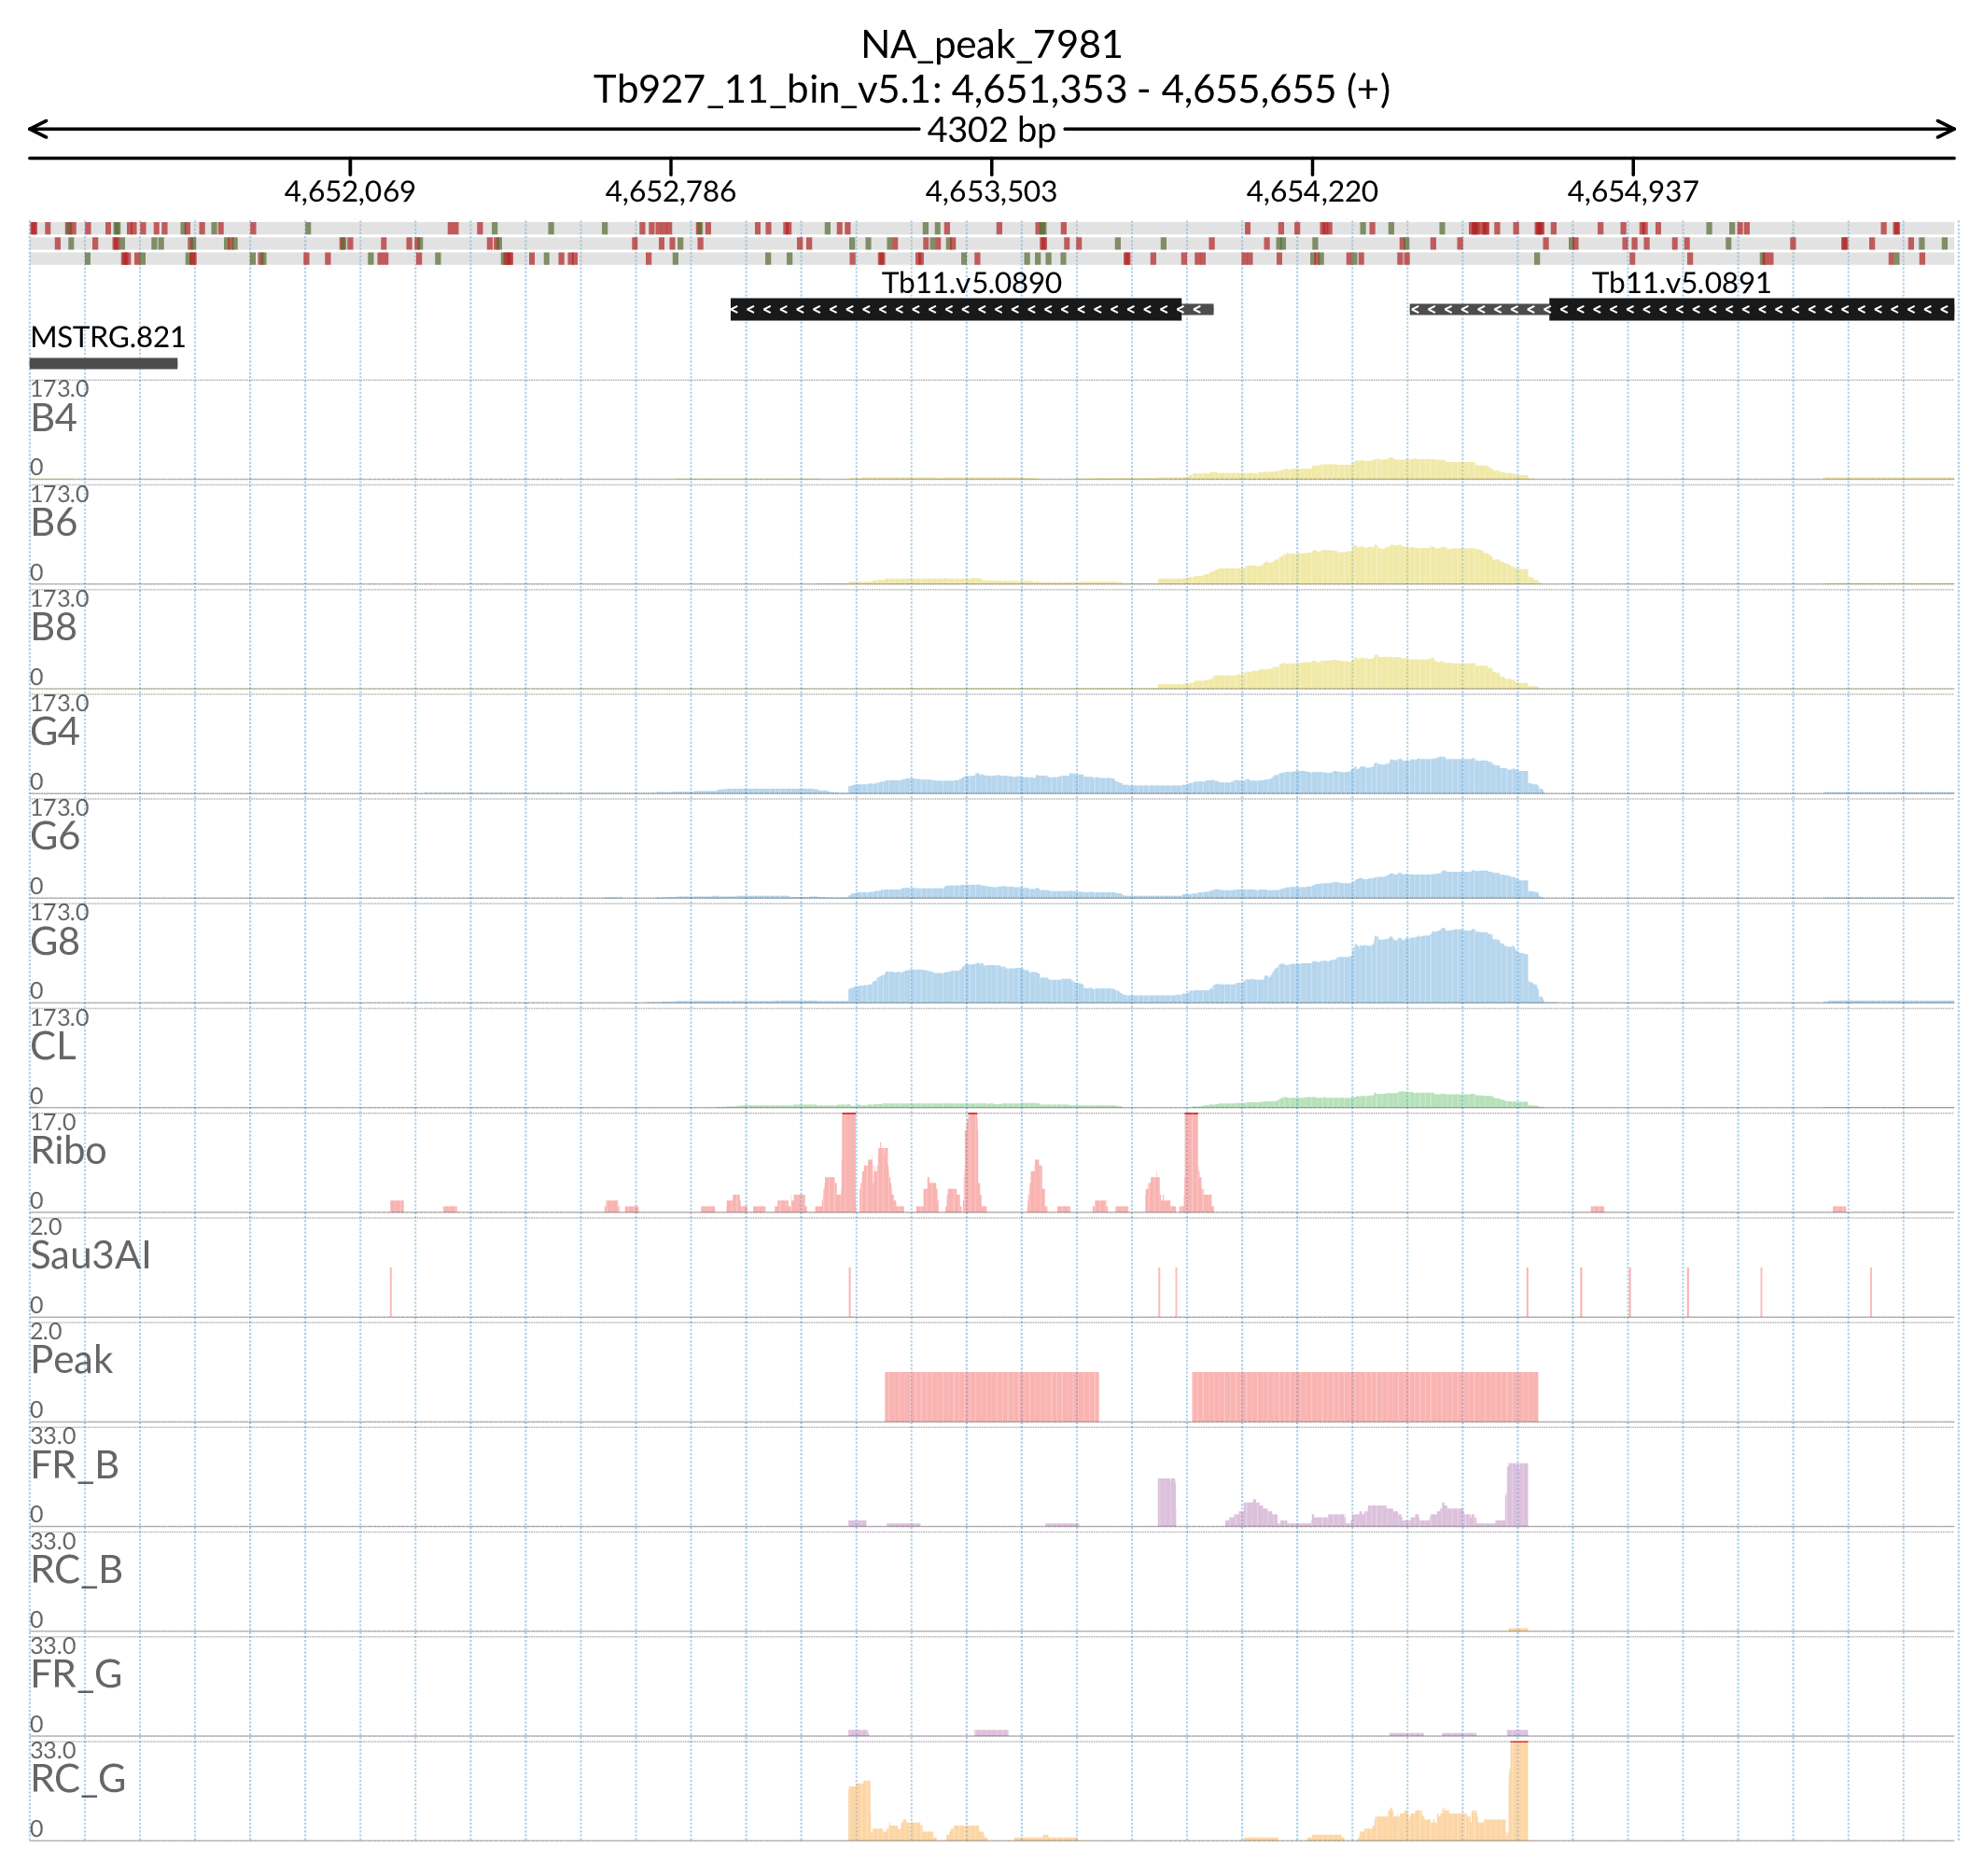 NA_peak_7981
Tb927_11_bin_v5.1: 4,651,353 - 4,655,655 (+)
4302 bp
4,652,069 4,652,786 4,653,503 4,654,220 4,654,937
Tb11.v5.0890 Tb11.v5.0891
MSTRG.821
173.0
B4
0
173.0
B6
0
173.0
B8
0
173.0
G4
0
173.0
G6
0
173.0
G8
0
173.0
CL
0
17.0
Ribo
0
2.0
Sau3AI
0
2.0
Peak
0
33.0
FR_B
0
33.0
RC_B
0
33.0
FR_G
0
33.0
RC_G
0